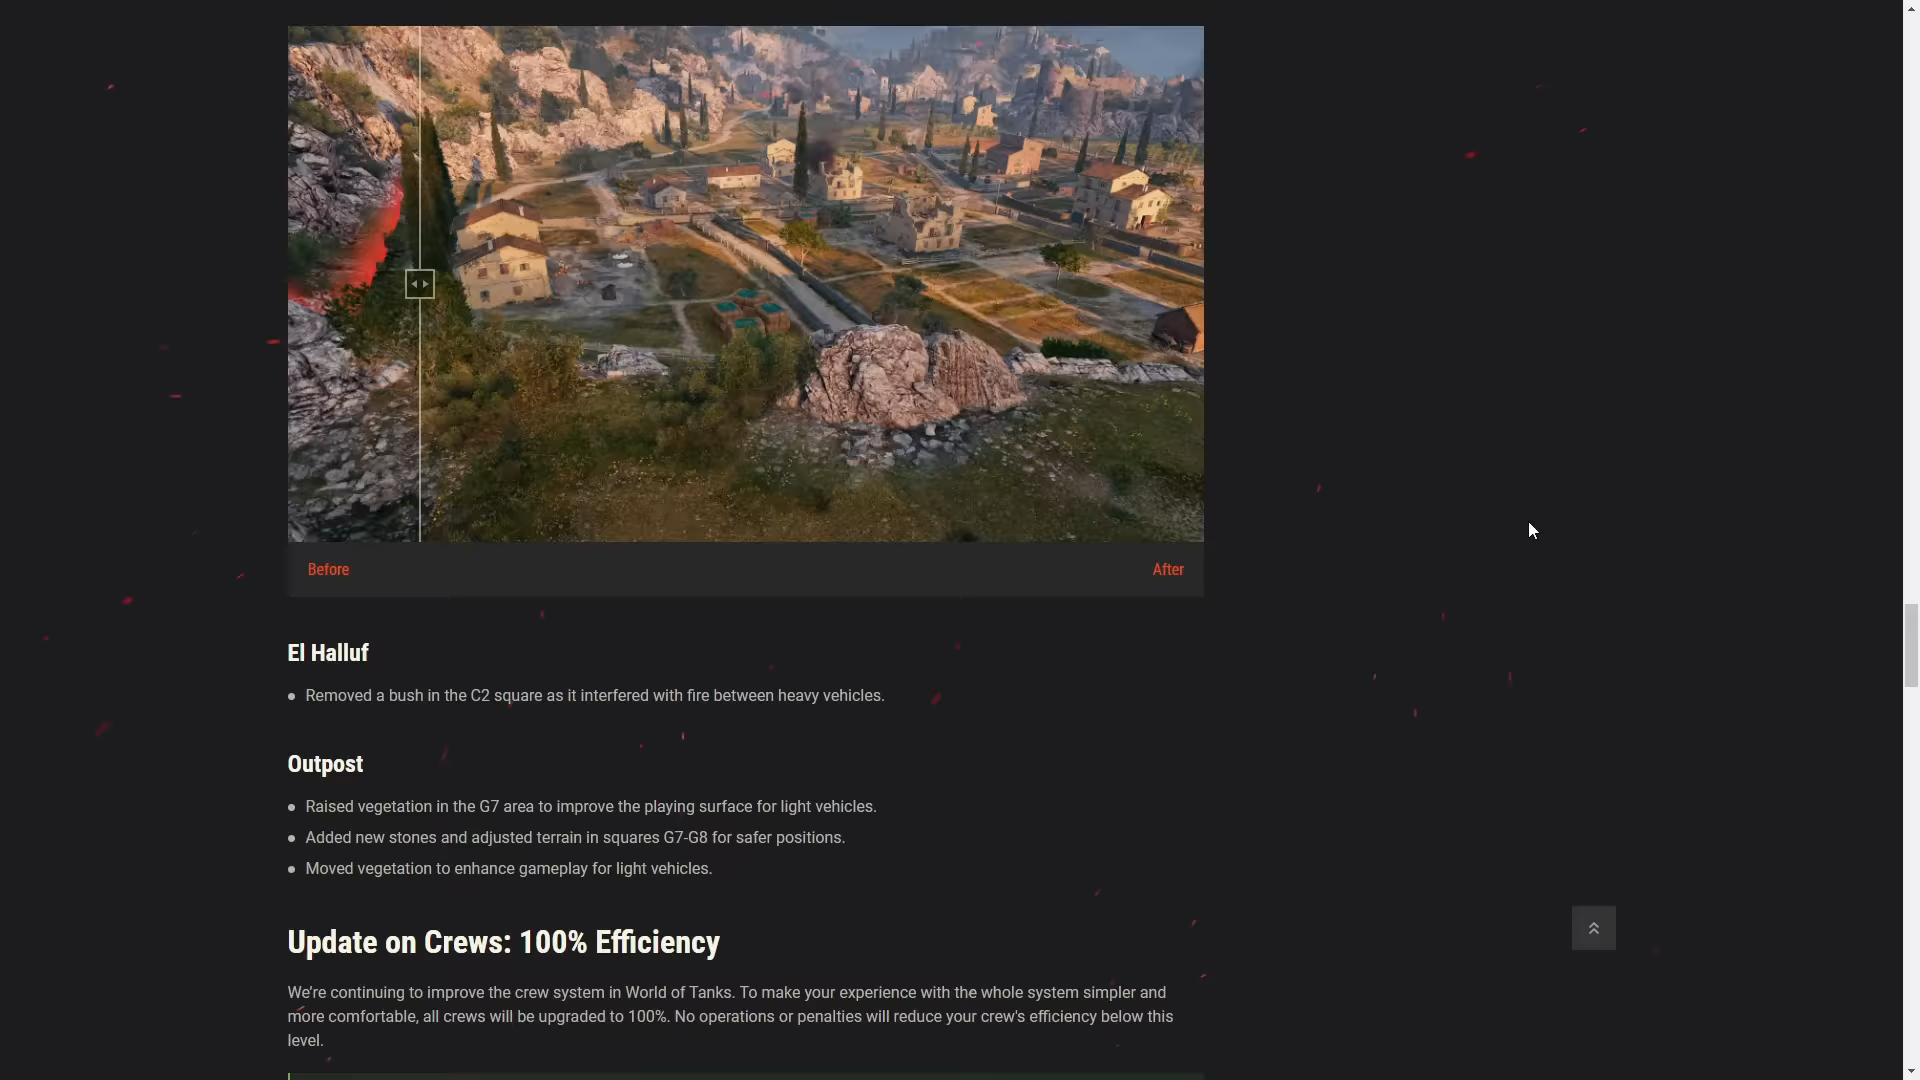 Before
After
El Halluf
Removed a bush in the C2 square as it interfered with fire between heavy vehicles.
Outpost
Raised vegetation in the G7 area to improve the playing surface for light vehicles.
Added new stones and adjusted terrain in squares G7-G8 for safer positions.
Moved vegetation to enhance gameplay for light vehicles.
Update on Crews: 100% Efficiency
We're continuing to improve the crew system in World of Tanks. To make your experience with the whole system simpler and
more comfortable, all crews will be upgraded to 100%. No operations or penalties will reduce your crew's efficiency below this
level.